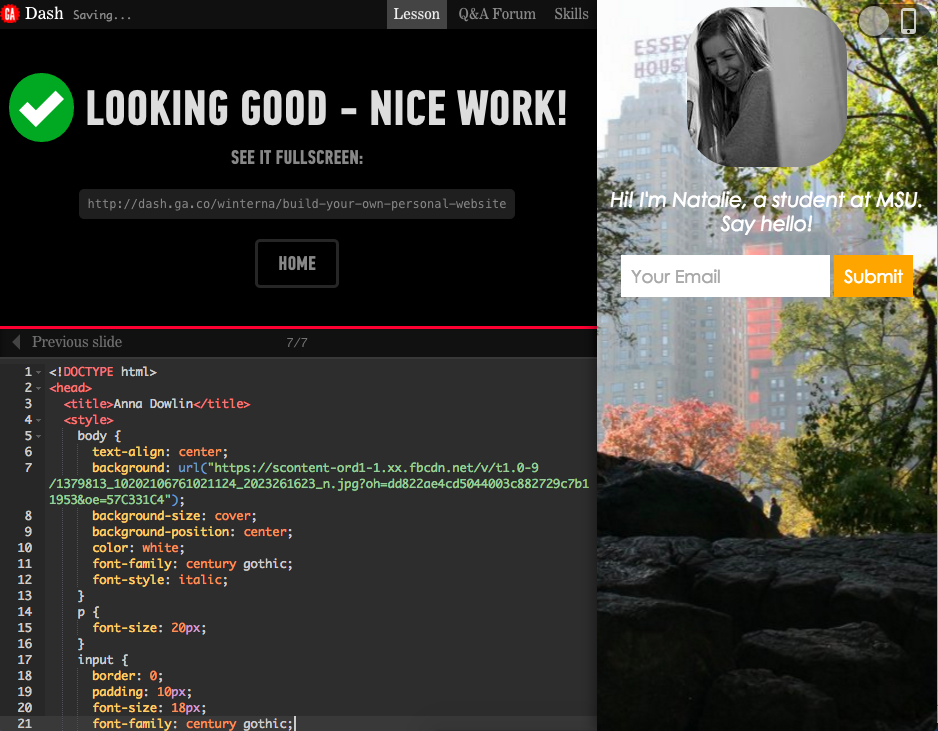 GA Dash Saving... Lesson Q&A Forum Skills
LOOKING GOOD - NICE WORK!
SEE IT FULLSCREEN:
http://dash.ga.co/winterna/build-your-own-personal-website
HOME
Previous slide 7/7
1 <!DOCTYPE html>
2 <head>
3 <title>Anna Dowlin</title>
4 <style>
5 body {
6 text-align: center;
7 background: url("https://scontent-ord1-1.xx.fbcdn.net/v/t1.0-9
/1379813_10202106761021124_2023261623_n.jpg?oh=dd822ae4cd5044003c882729c7b1
1953&oe=57C331C4");
8 background-size: cover;
9 background-position: center;
10 color: white;
11 font-family: century gothic;
12 font-style: italic;
13 }
14 p {
15 font-size: 20px;
16 }
17 input {
18 border: 0;
19 padding: 10px;
20 font-size: 18px;
21 font-family: century gothic;
ESSEX
HOUSE
Hi! I'm Natalie, a student at MSU.
Say hello!
Your Email Submit